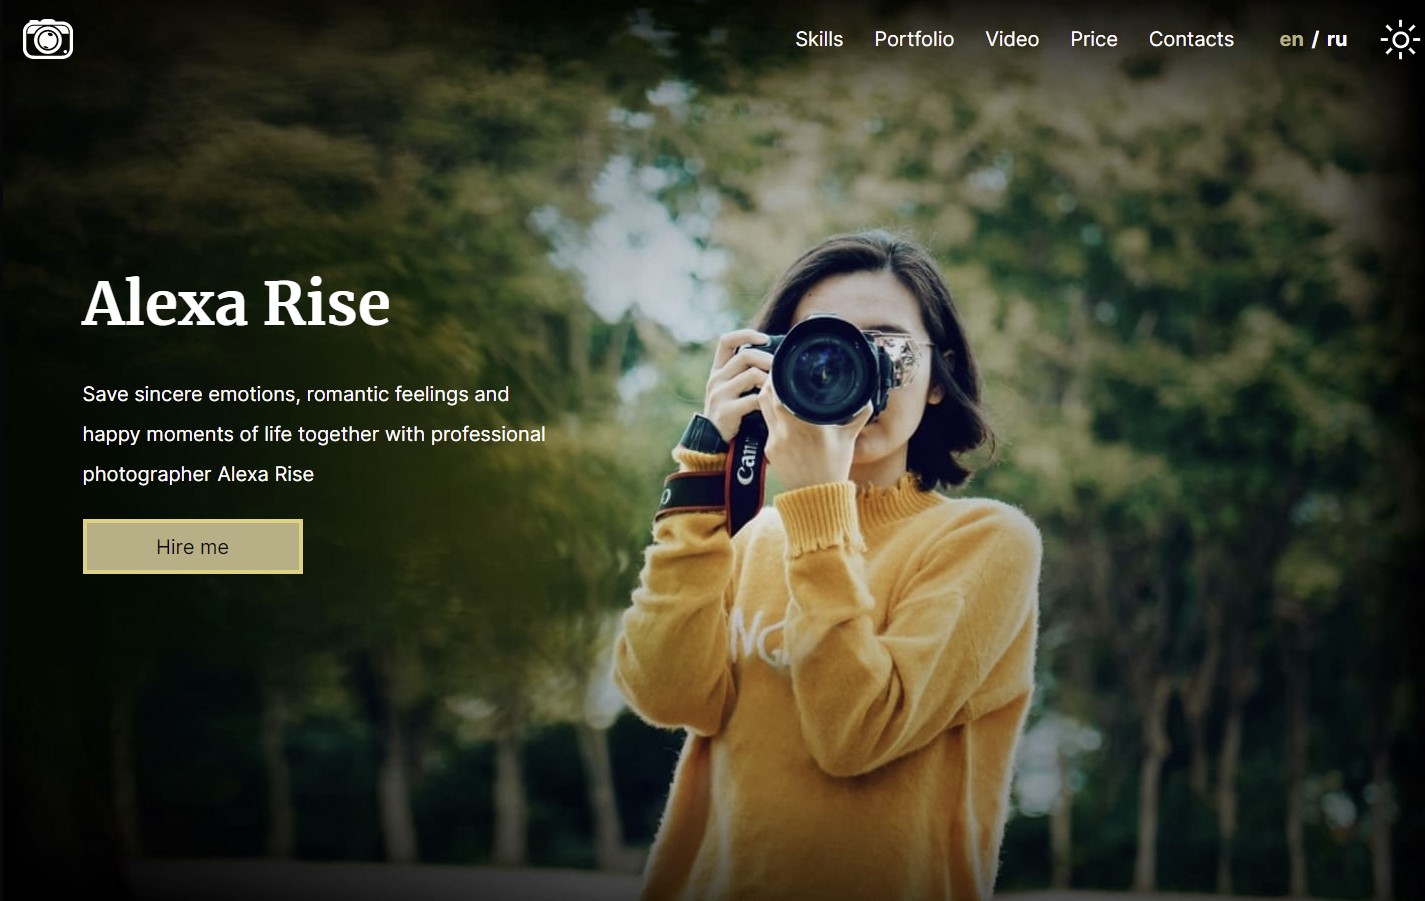 Skills Portfolio Video Price Contacts en / ru
Alexa Rise
Save sincere emotions, romantic feelings and
happy moments of life together with professional
photographer Alexa Rise
Hire me